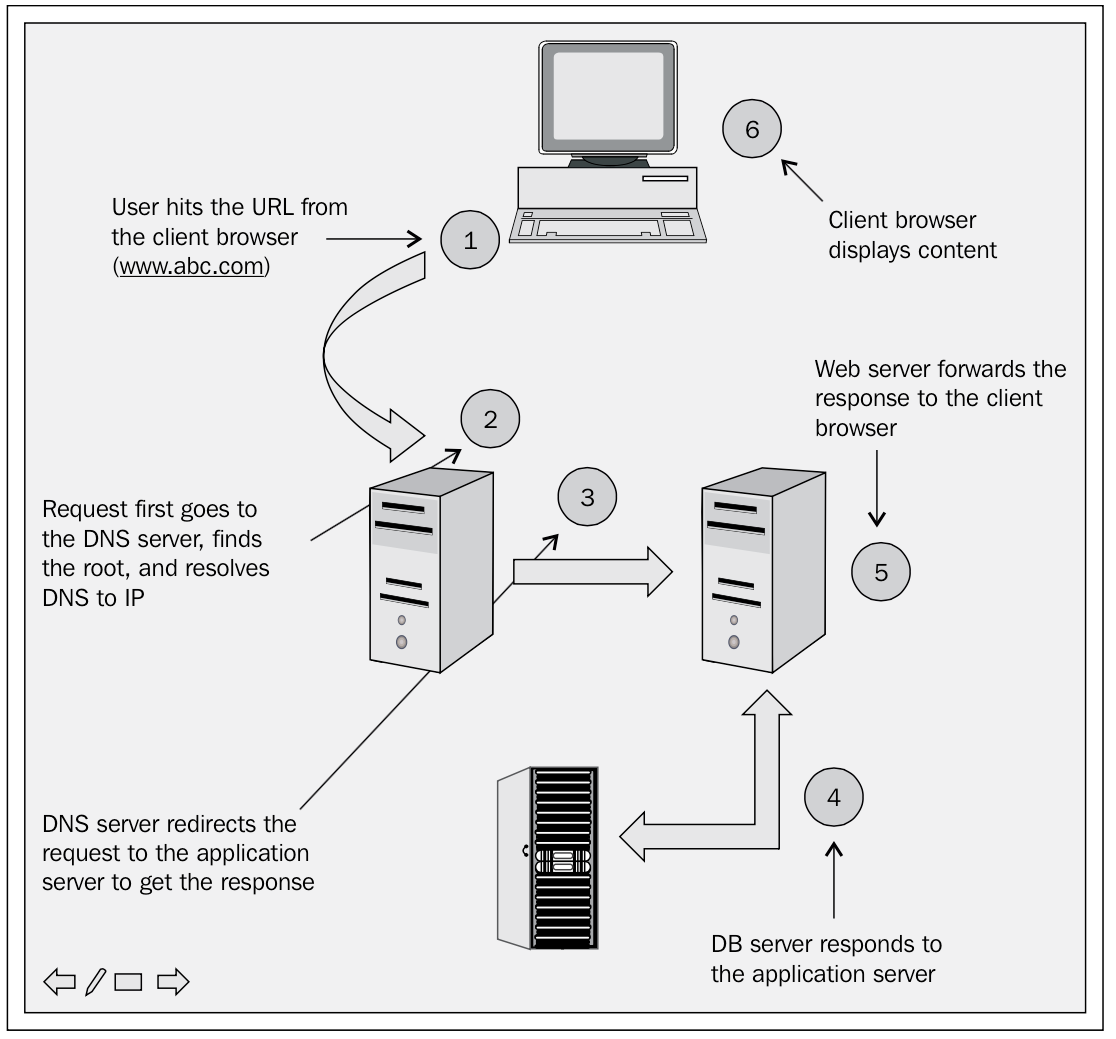 6
User hits the URL from
the client browser
(www.abc.com)
1
Client browser
displays content
Web server forwards the
response to the client
browser
2
3
Request first goes to
the DNS server, finds
the root, and resolves
DNS to IP
5
DNS server redirects the
request to the application
server to get the response
4
DB server responds to
the application server